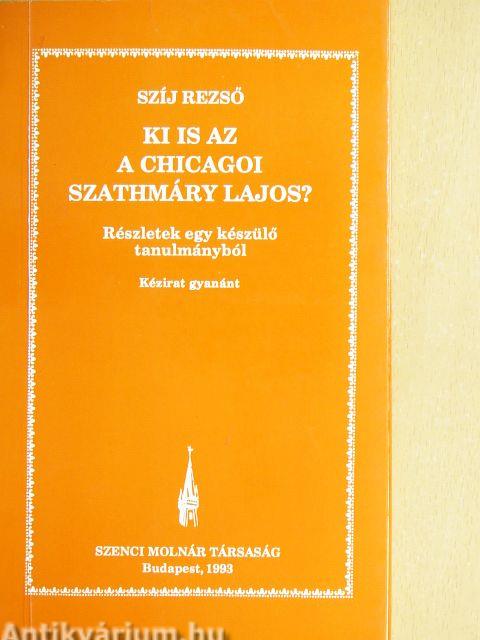 SZÍJ REZSŐ
KI IS AZ
A CHICAGOI
SZATHMÁRY LAJOS?
Részletek egy készülő
tanulmányból
Kézirat gyanánt
SZENCI MOLNÁR TÁRSASÁG
Budapest, 1993
Antikvárium.hu